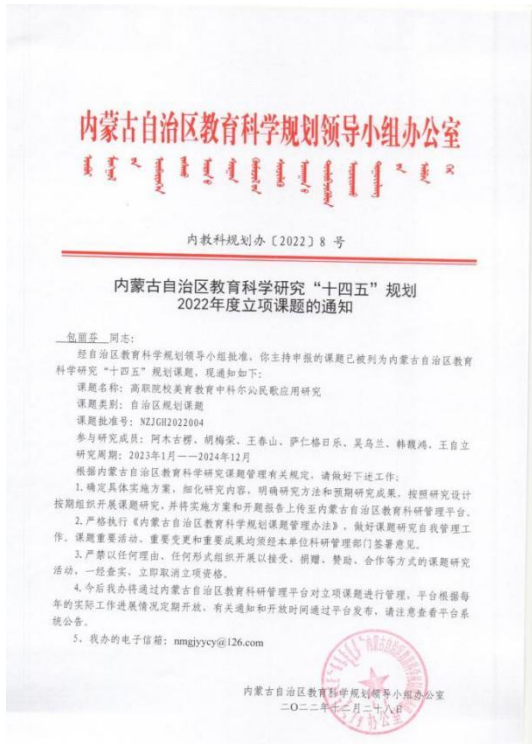 内蒙古自治区教育科学规划领导小组办公室
内教科规划办〔2022〕8 号
内蒙古自治区教育科学研究“十四五”规划
2022年度立项课题的通知
包丽芬 同志：
经自治区教育科学规划领导小组批准，你主持申报的课题已被列为内蒙古自治区教育
科学研究“十四五”规划课题，现通知如下：
课题名称：高职院校美育教育中科尔沁民歌应用研究
课题类别：自治区规划课题
课题批准号：NZJGH2022004
参与研究成员：阿木古楞、胡梅荣、王春山、萨仁格日乐、吴乌兰、韩馥鸿、王自立
研究周期：2023年1月——2024年12月
根据内蒙古自治区教育科学研究课题管理有关规定，请做好下述工作：
1.确定具体实施方案，细化研究内容，明确研究方法和预期研究成果，按照研究设计
按期组织开展课题研究，并将实施方案和开题报告上传至内蒙古自治区教育科研管理平台。
2.严格执行《内蒙古自治区教育科学规划课题管理办法》，做好课题研究自我管理工
作。课题重要活动、重要变更和重要成果均须经本单位科研管理部门签署意见。
3.严禁以任何理由、任何形式组织开展以接受、捐赠、赞助、合作等方式的课题研究
活动，一经查实，立即取消立项资格。
4.今后我办将通过内蒙古自治区教育科研管理平台对立项课题进行管理，平台根据每
年的实际工作进展情况定期开放，有关通知和开放时间通过平台发布，请注意查看平台系
统公告。
5、我办的电子信箱：nmgjyycy@126.com
内蒙古自治区教育科学规划领导小组办公室
二〇二二年十二月二十八日